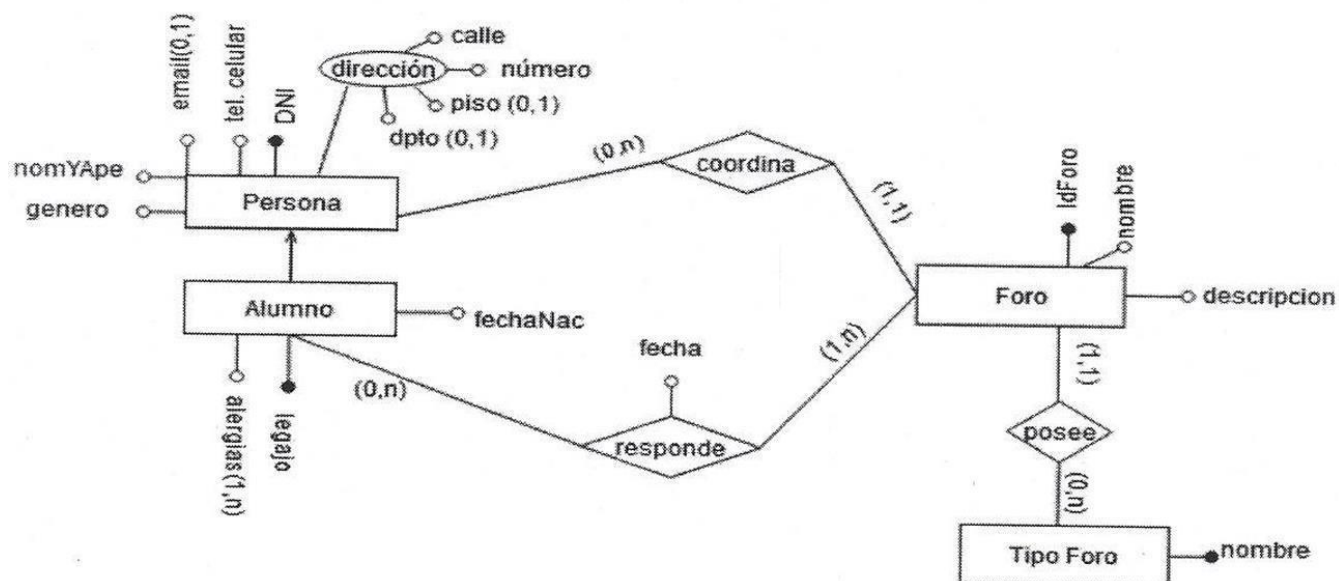 calle
dirección
número
piso (0,1)
dpto (0,1)
email(0,1)
tel. celular
DNI
nomYApe
genero
Persona
(0,n)
coordina
(1,1)
IdForo
nombre
Foro
descripcion
Alumno
fechaNac
alergias(1,n)
legajo
(0,n)
fecha
responde
(1,n)
(1,1)
posee
(0,n)
Tipo Foro
nombre